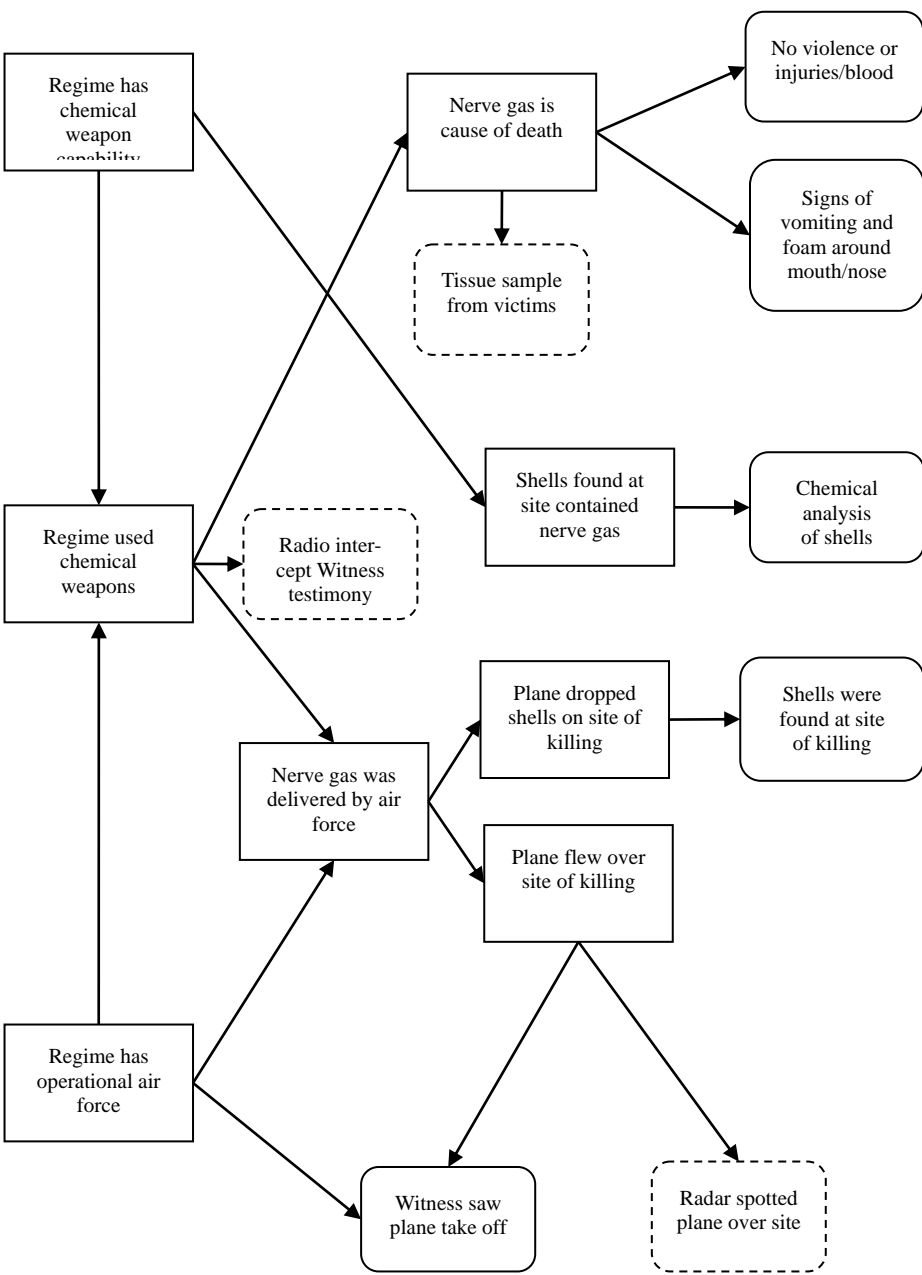 No violence or
injuries/blood
Regime has
chemical
weapon
capability
Nerve gas is
cause of death
Signs of
vomiting and
foam around
mouth/nose
Tissue sample
from victims
Shells found at
site contained
nerve gas
Chemical
analysis
of shells
Regime used
chemical
weapons
Radio inter-
cept Witness
testimony
Plane dropped
shells on site of
killing
Shells were
found at site
of killing
Nerve gas was
delivered by air
force
Plane flew over
site of killing
Regime has
operational air
force
Witness saw
plane take off
Radar spotted
plane over site